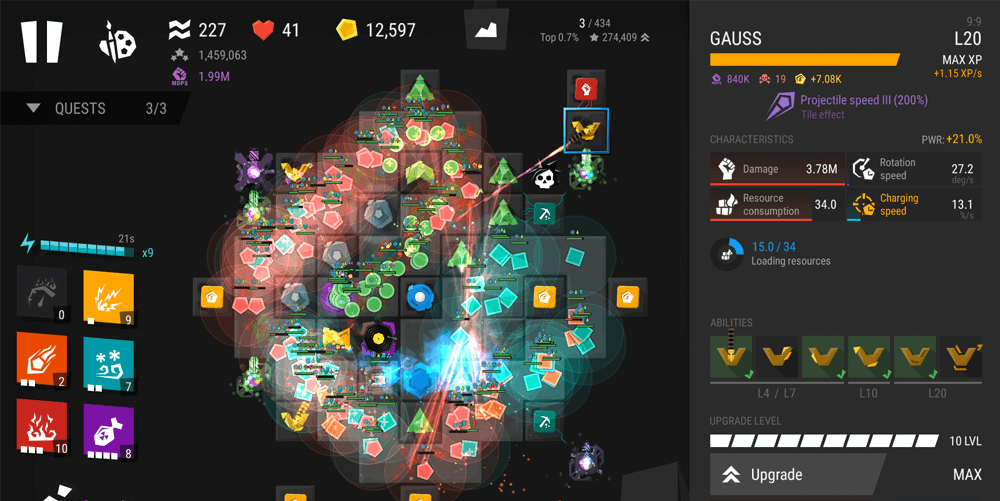 227
41
12,597
3 / 434
Top 0.7% 274,409
1,459,063
MDPS 1.99M
QUESTS 3/3
21s
x9
0
9
2
7
10
8
9:9
GAUSS L20
MAX XP
+1.15 XP/s
MDPS 840K 19 +7.08K
Projectile speed III (200%)
Tile effect
CHARACTERISTICS PWR: +21.0%
Damage 3.78M
Rotation speed 27.2 deg/s
Resource consumption 34.0
Charging speed 13.1 %/s
15.0 / 34
Loading resources
ABILITIES
L4 / L7 L10 L20
UPGRADE LEVEL
10 LVL
Upgrade MAX